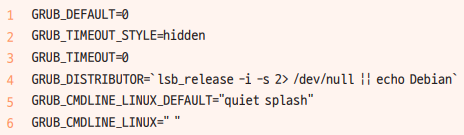 1 GRUB_DEFAULT=0
2 GRUB_TIMEOUT_STYLE=hidden
3 GRUB_TIMEOUT=0
4 GRUB_DISTRIBUTOR=`lsb_release -i -s 2> /dev/null || echo Debian`
5 GRUB_CMDLINE_LINUX_DEFAULT="quiet splash"
6 GRUB_CMDLINE_LINUX=" "